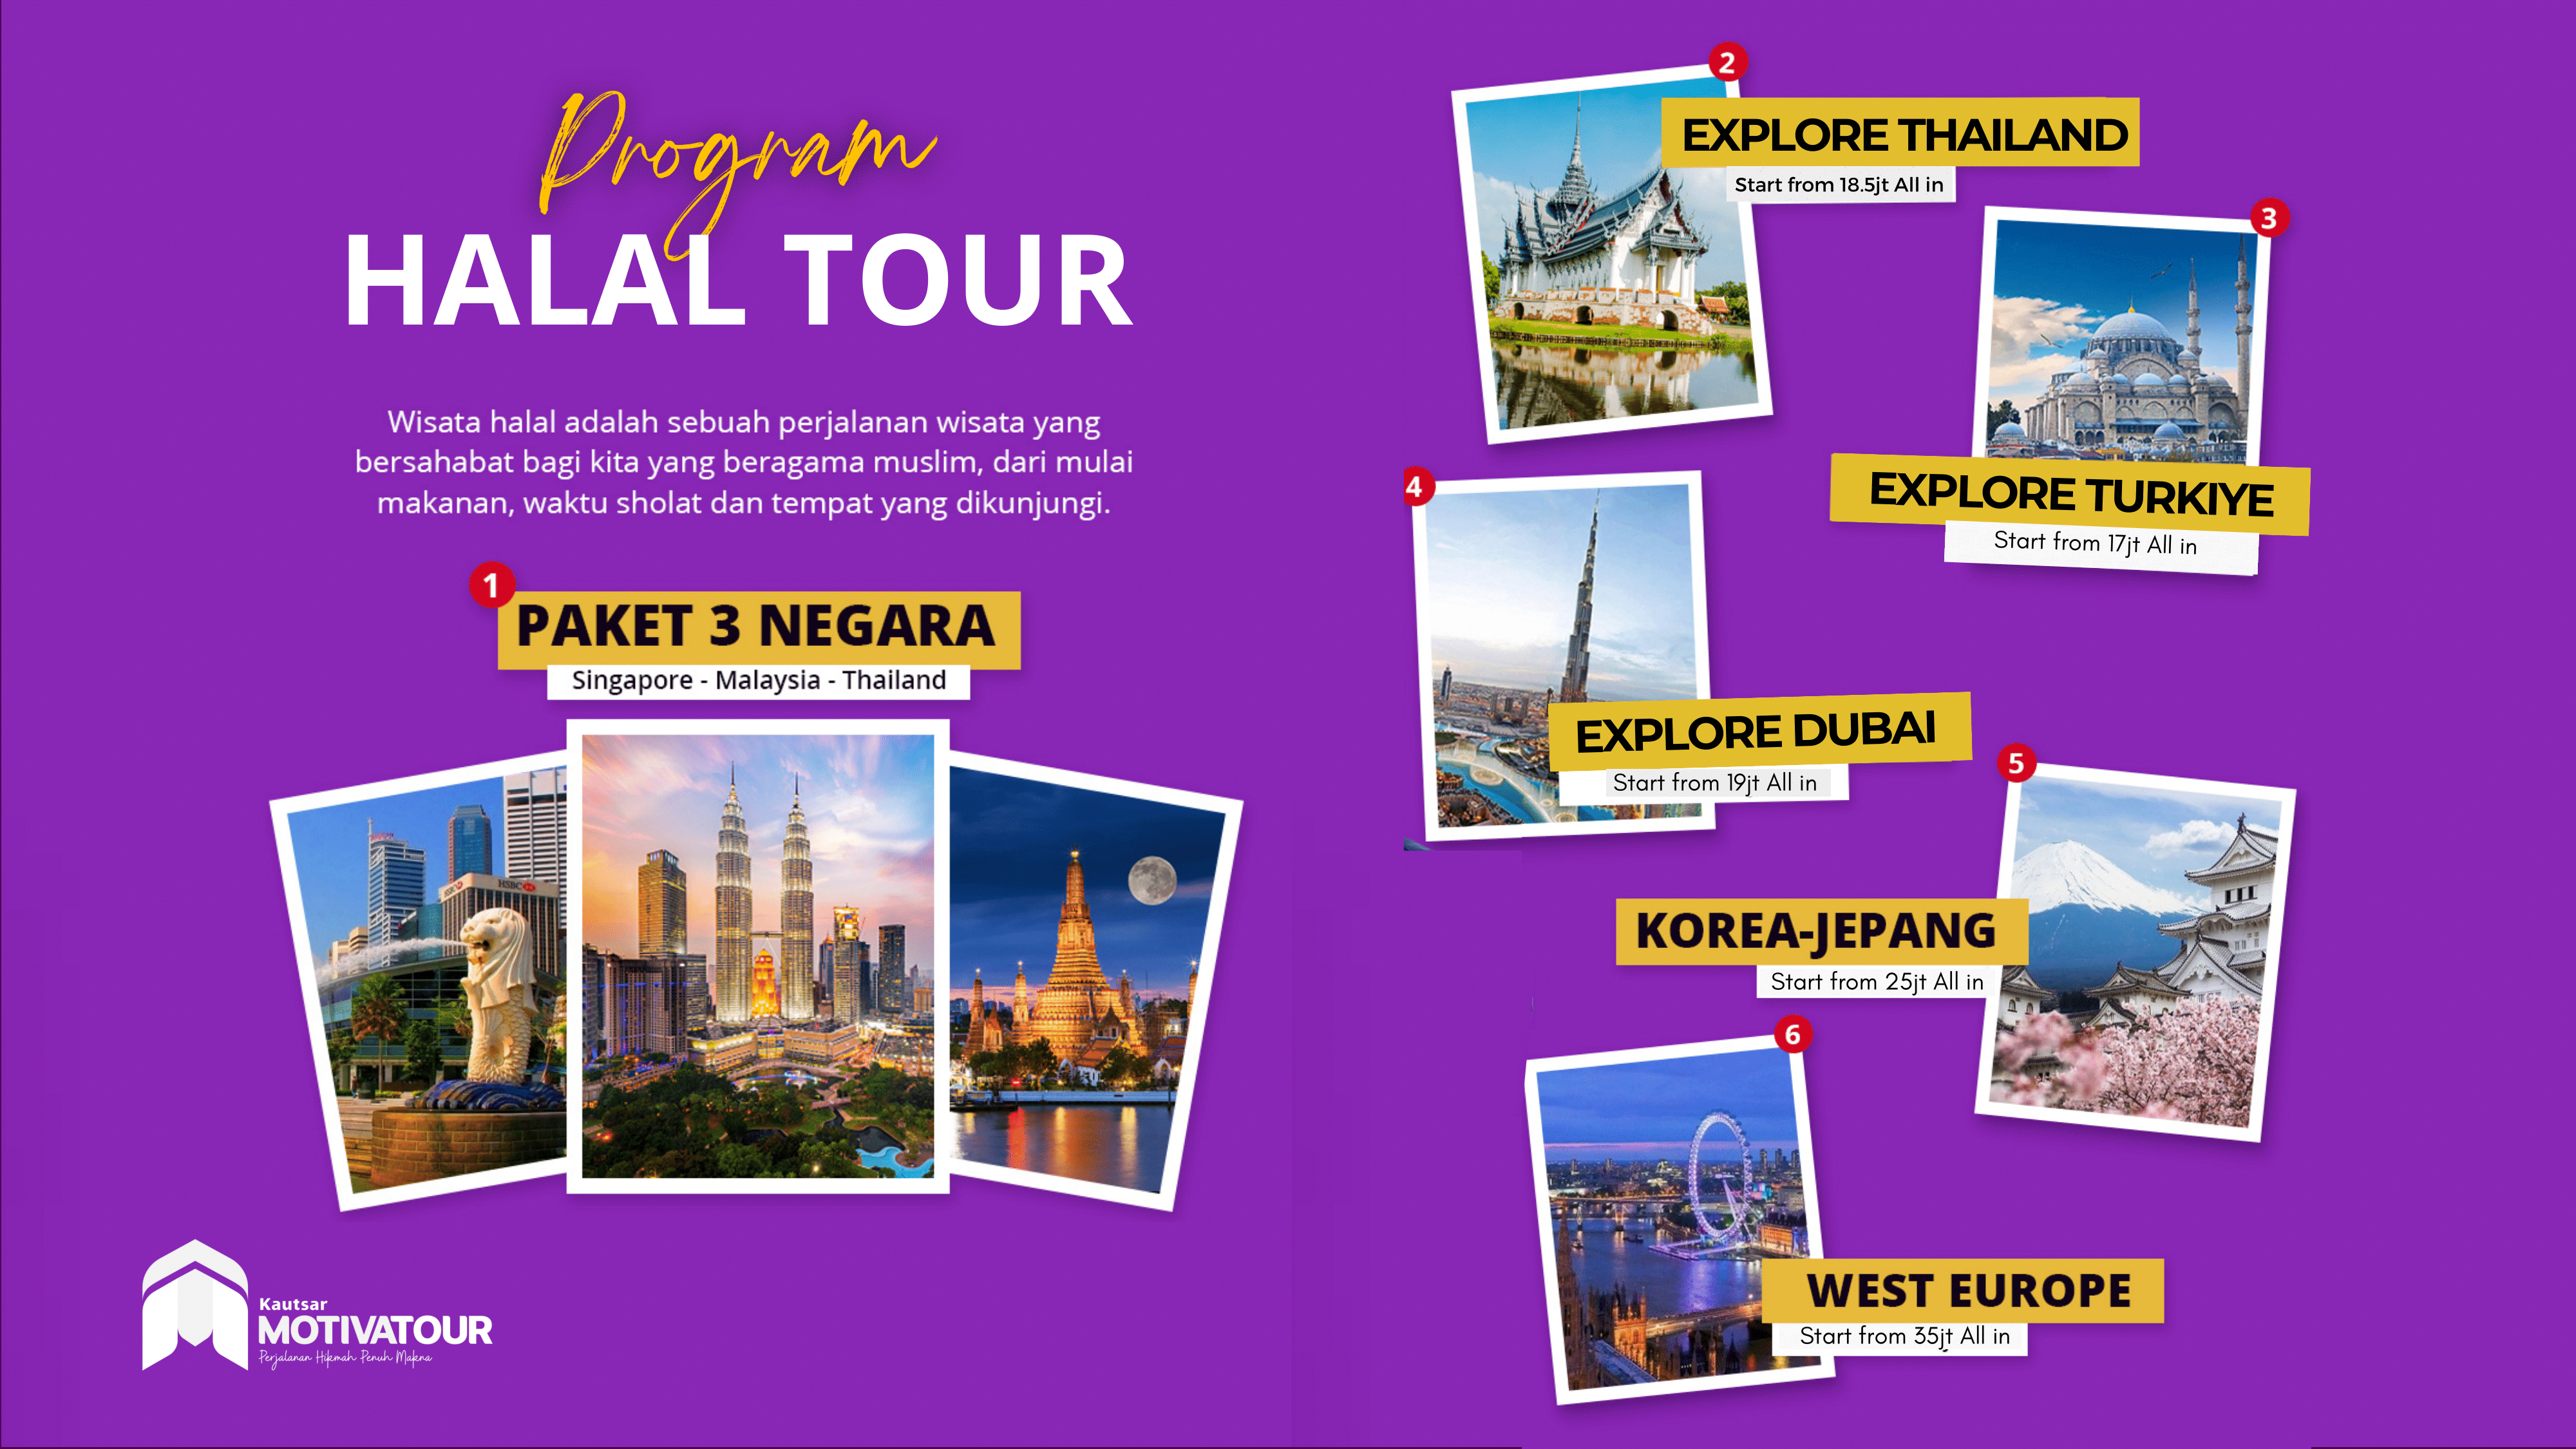 Program
HALAL TOUR
Wisata halal adalah sebuah perjalanan wisata yang
bersahabat bagi kita yang beragama muslim, dari mulai
makanan, waktu sholat dan tempat yang dikunjungi.
1
PAKET 3 NEGARA
Singapore - Malaysia - Thailand
HSBC
Kautsar
MOTIVATOUR
Perjalanan Hikmah Penuh Makna
2
EXPLORE THAILAND
Start from 18.5jt All in
3
EXPLORE TURKIYE
Start from 17jt All in
4
EXPLORE DUBAI
Start from 19jt All in
5
KOREA-JEPANG
Start from 25jt All in
6
WEST EUROPE
Start from 35jt All in